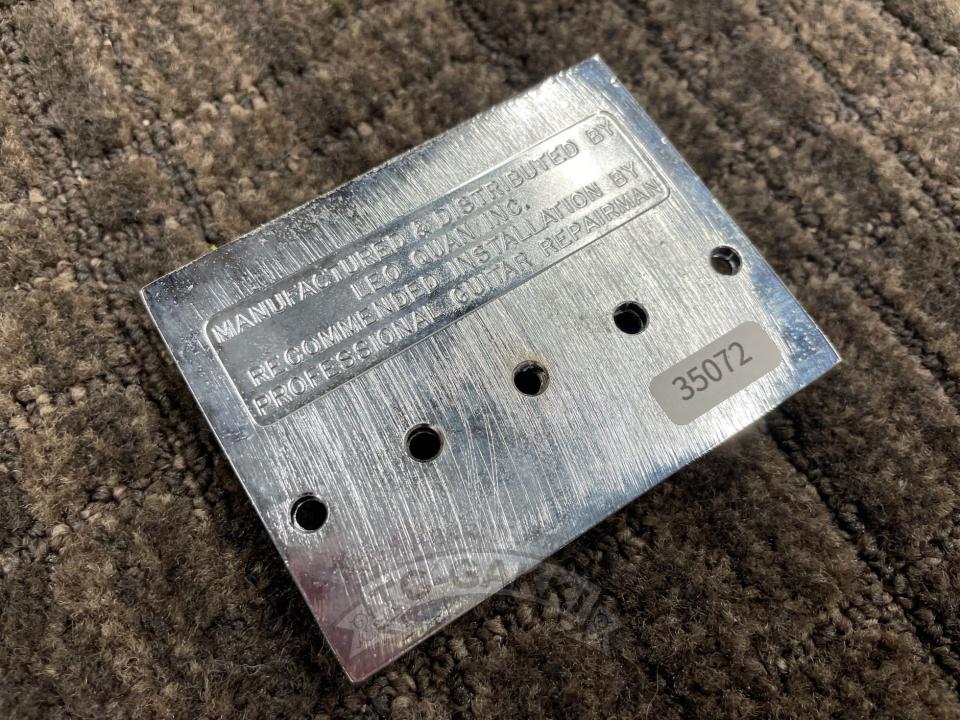 MANUFACTURED & DISTRIBUTED BY
LEO QUAN INC.
RECOMMENDED INSTALLATION BY
PROFESSIONAL GUITAR REPAIRMAN
35072